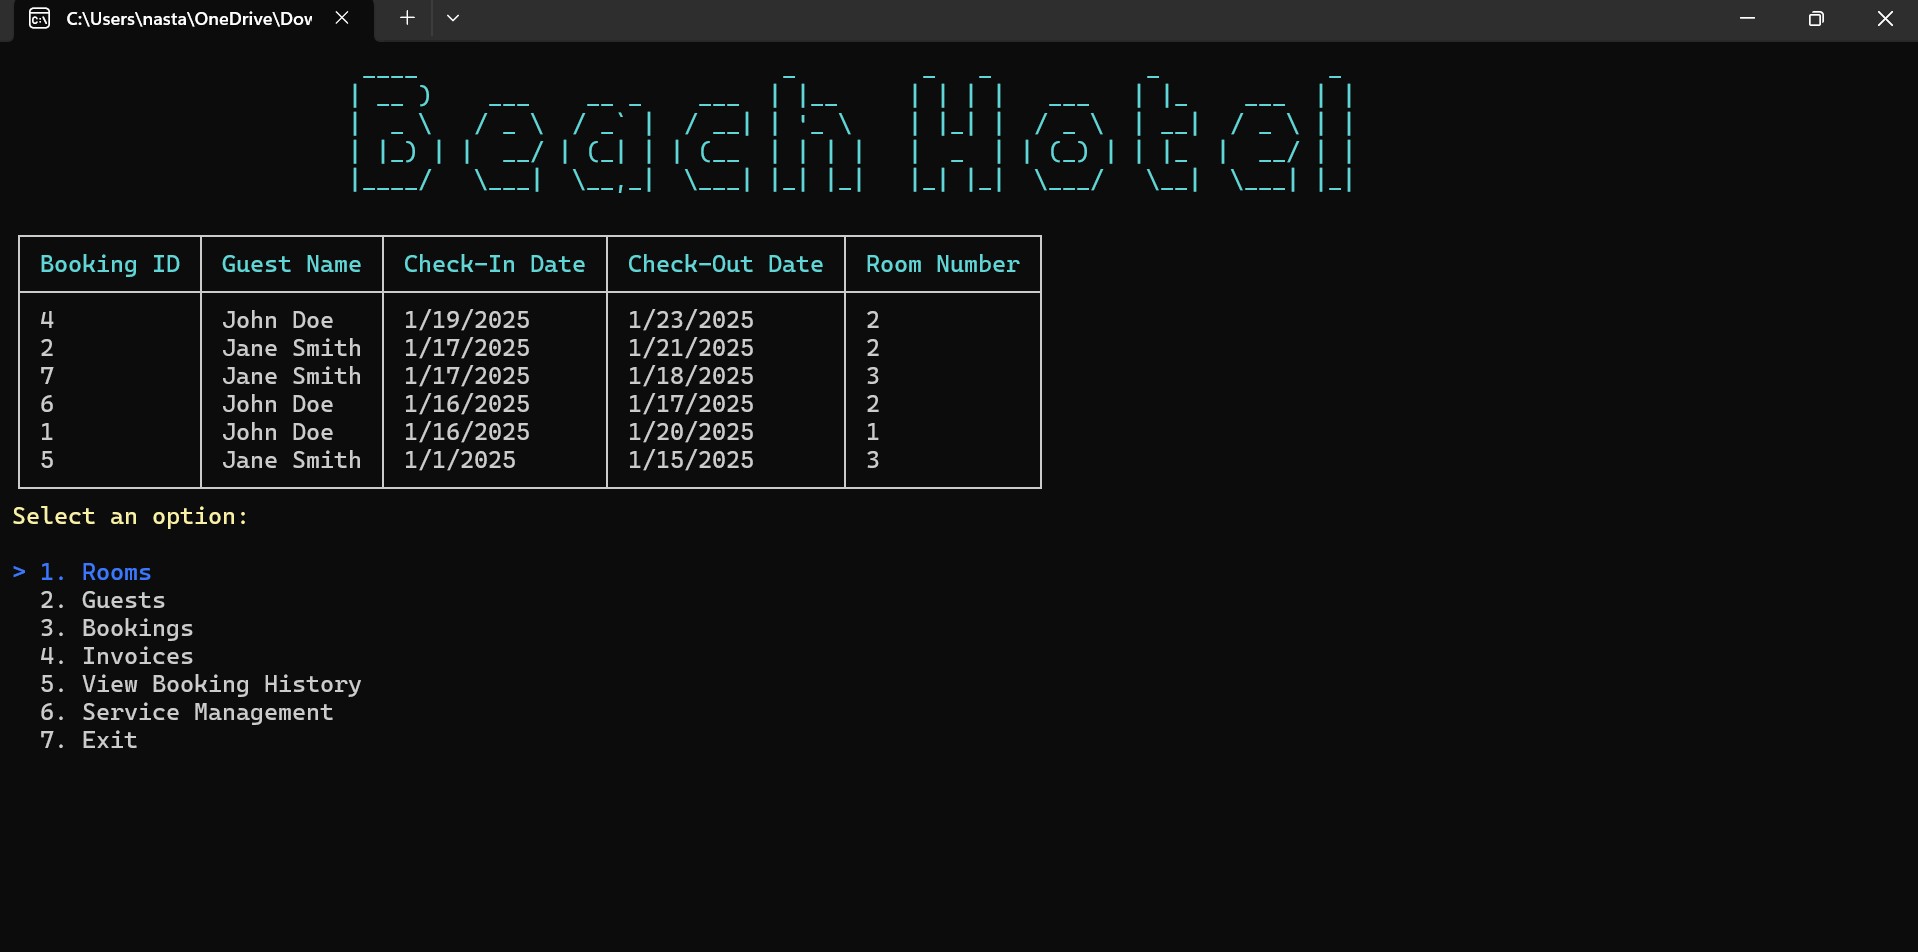 C:\Users\nasta\OneDrive\Dov
Beach Hotel
Booking ID Guest Name Check-In Date Check-Out Date Room Number
4 John Doe 1/19/2025 1/23/2025 2
2 Jane Smith 1/17/2025 1/21/2025 2
7 Jane Smith 1/17/2025 1/18/2025 3
6 John Doe 1/16/2025 1/17/2025 2
1 John Doe 1/16/2025 1/20/2025 1
5 Jane Smith 1/1/2025 1/15/2025 3
Select an option:
> 1. Rooms
2. Guests
3. Bookings
4. Invoices
5. View Booking History
6. Service Management
7. Exit